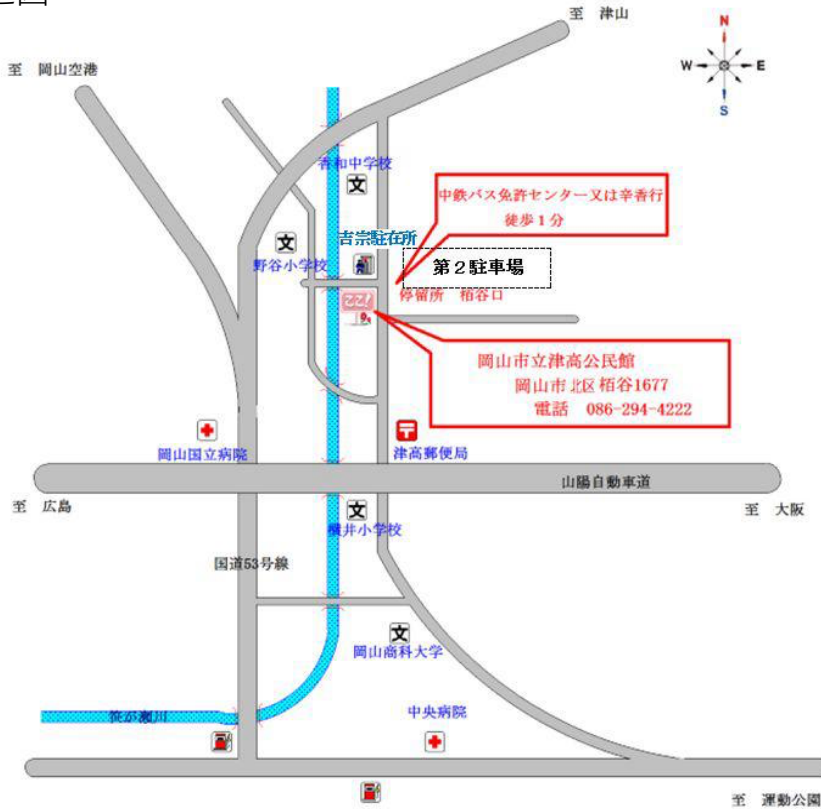 至　津山
N
W
E
S
至　岡山空港
香和中学校
文
中鉄バス免許センター又は辛香行
徒歩１分
吉宗駐在所
文
野谷小学校
第２駐車場
ここ!
停留所　栢谷口
岡山市立津高公民館
岡山市北区栢谷1677
電話　086-294-4222
岡山国立病院
津高郵便局
山陽自動車道
至　広島
至　大阪
文
横井小学校
国道53号線
文
岡山商科大学
笹が瀬川
中央病院
至　運動公園